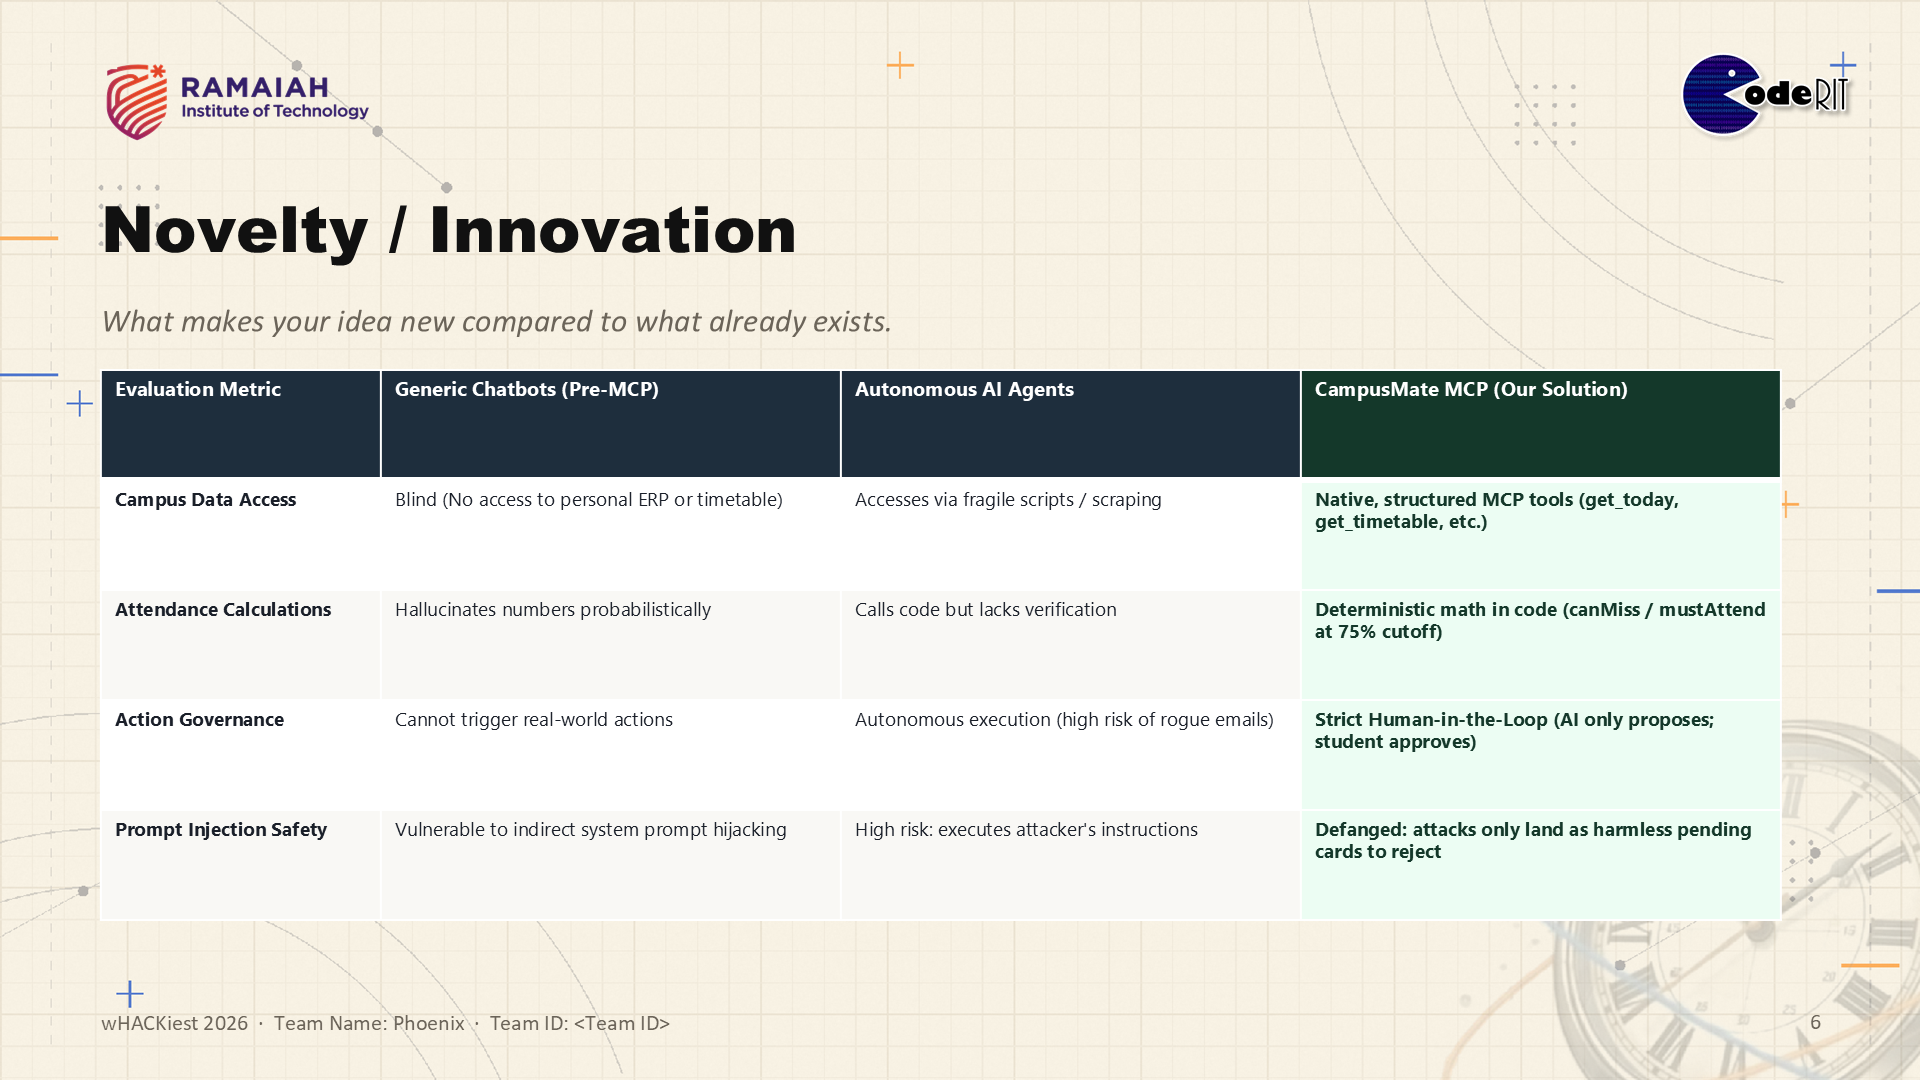 RAMAIAH
Institute of Technology
odeRIT
Novelty / Innovation
What makes your idea new compared to what already exists.
Evaluation Metric
Generic Chatbots (Pre-MCP)
Autonomous AI Agents
CampusMate MCP (Our Solution)
Campus Data Access
Blind (No access to personal ERP or timetable)
Accesses via fragile scripts / scraping
Native, structured MCP tools (get_today,
get_timetable, etc.)
Attendance Calculations
Hallucinates numbers probabilistically
Calls code but lacks verification
Deterministic math in code (canMiss / mustAttend
at 75% cutoff)
Action Governance
Cannot trigger real-world actions
Autonomous execution (high risk of rogue emails)
Strict Human-in-the-Loop (AI only proposes;
student approves)
Prompt Injection Safety
Vulnerable to indirect system prompt hijacking
High risk: executes attacker's instructions
Defanged: attacks only land as harmless pending
cards to reject
wHACKiest 2026 · Team Name: Phoenix · Team ID: <Team ID>
6